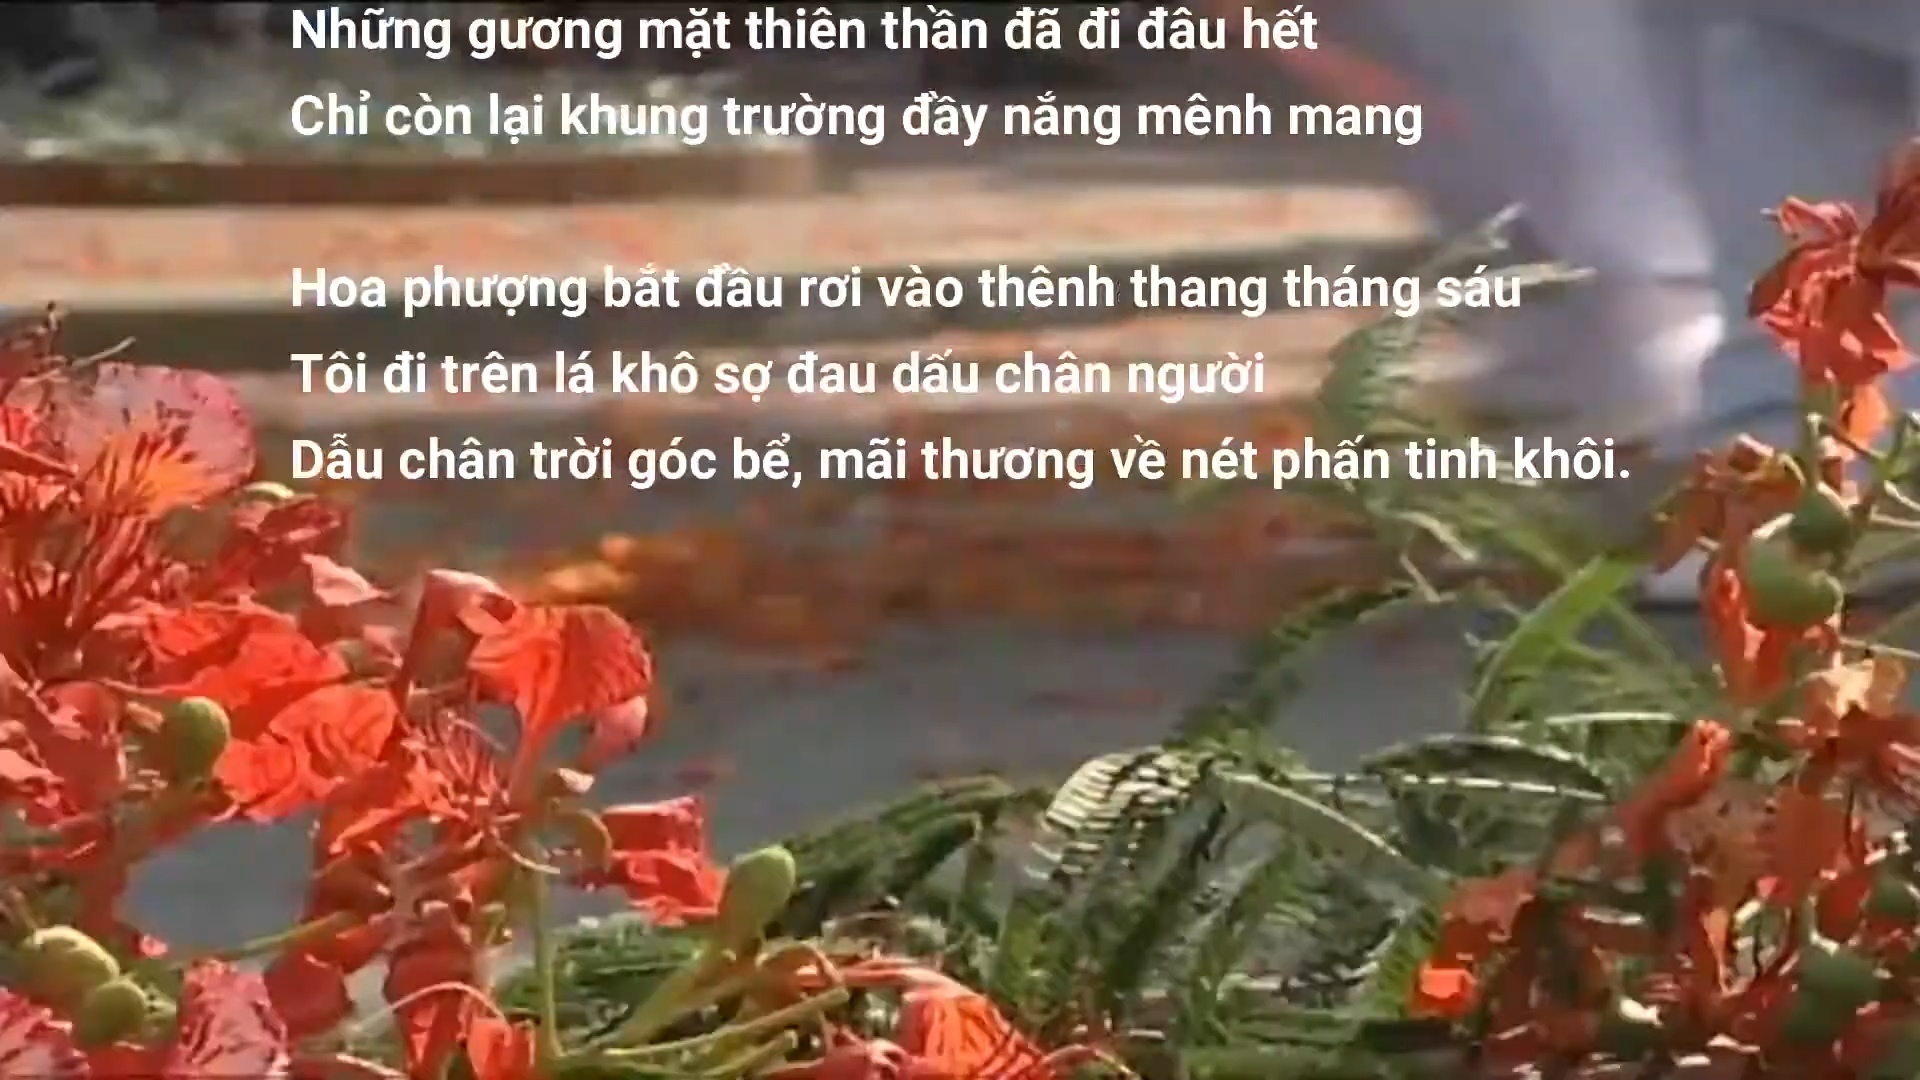 Những gương mặt thiên thần đã đi đâu hết
Chỉ còn lại khung trường đầy nắng mênh mang
Hoa phượng bắt đầu rơi vào thênh thang tháng sáu
Tôi đi trên lá khô sợ đau dấu chân người
Dẫu chân trời góc bể, mãi thương về nét phấn tinh khôi.